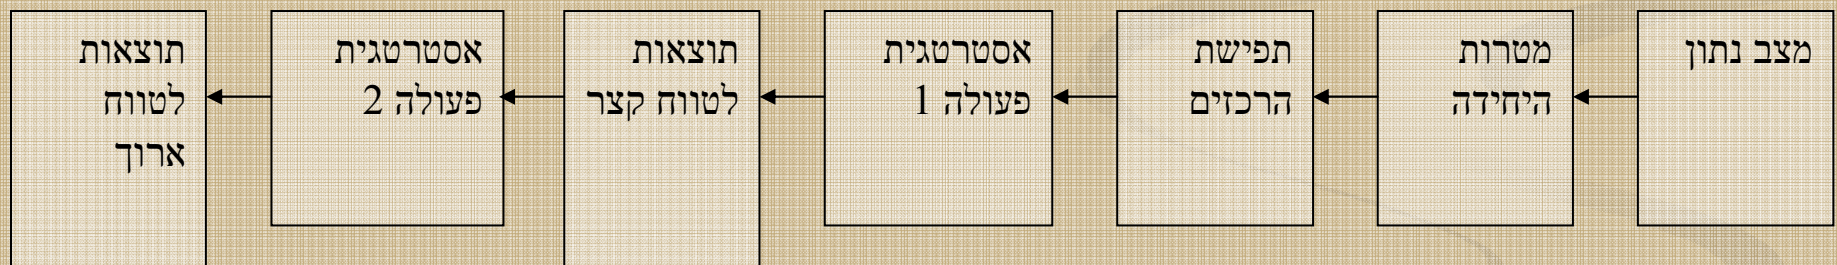 מצב נתון
מטרות
היחידה
תפישת
הרכזים
אסטרטגית
פעולה 1
תוצאות
לטווח קצר
אסטרטגית
פעולה 2
תוצאות
לטווח
ארוך